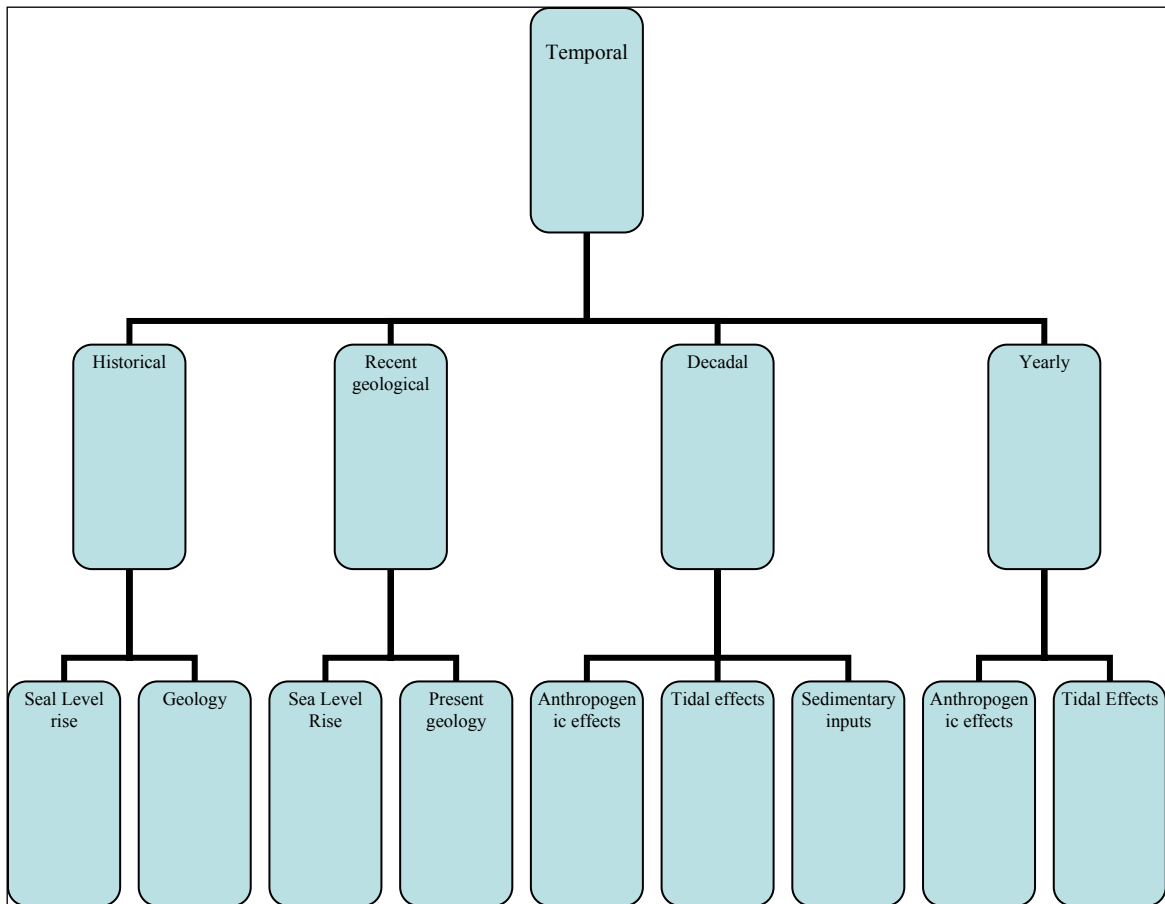 Temporal
Historical
Recent
geological
Decadal
Yearly
Seal Level
rise
Geology
Sea Level
Rise
Present
geology
Anthropogen
ic effects
Tidal effects
Sedimentary
inputs
Anthropogen
ic effects
Tidal Effects